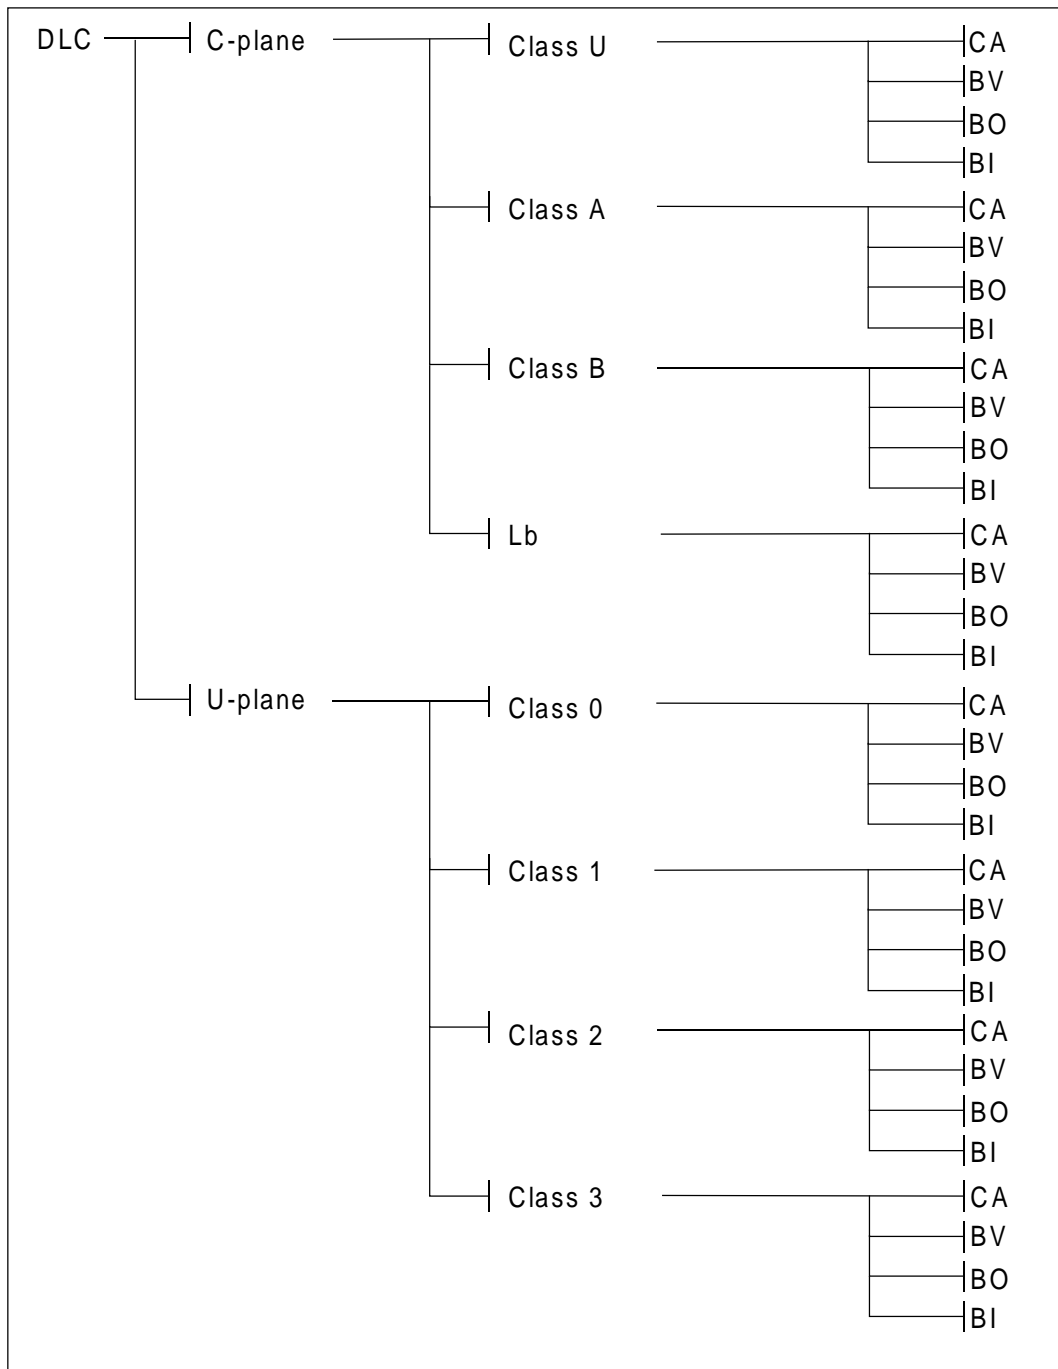 DLC C-plane Class U CA
BV
BO
BI
Class A CA
BV
BO
BI
Class B CA
BV
BO
BI
Lb CA
BV
BO
BI
U-plane Class 0 CA
BV
BO
BI
Class 1 CA
BV
BO
BI
Class 2 CA
BV
BO
BI
Class 3 CA
BV
BO
BI